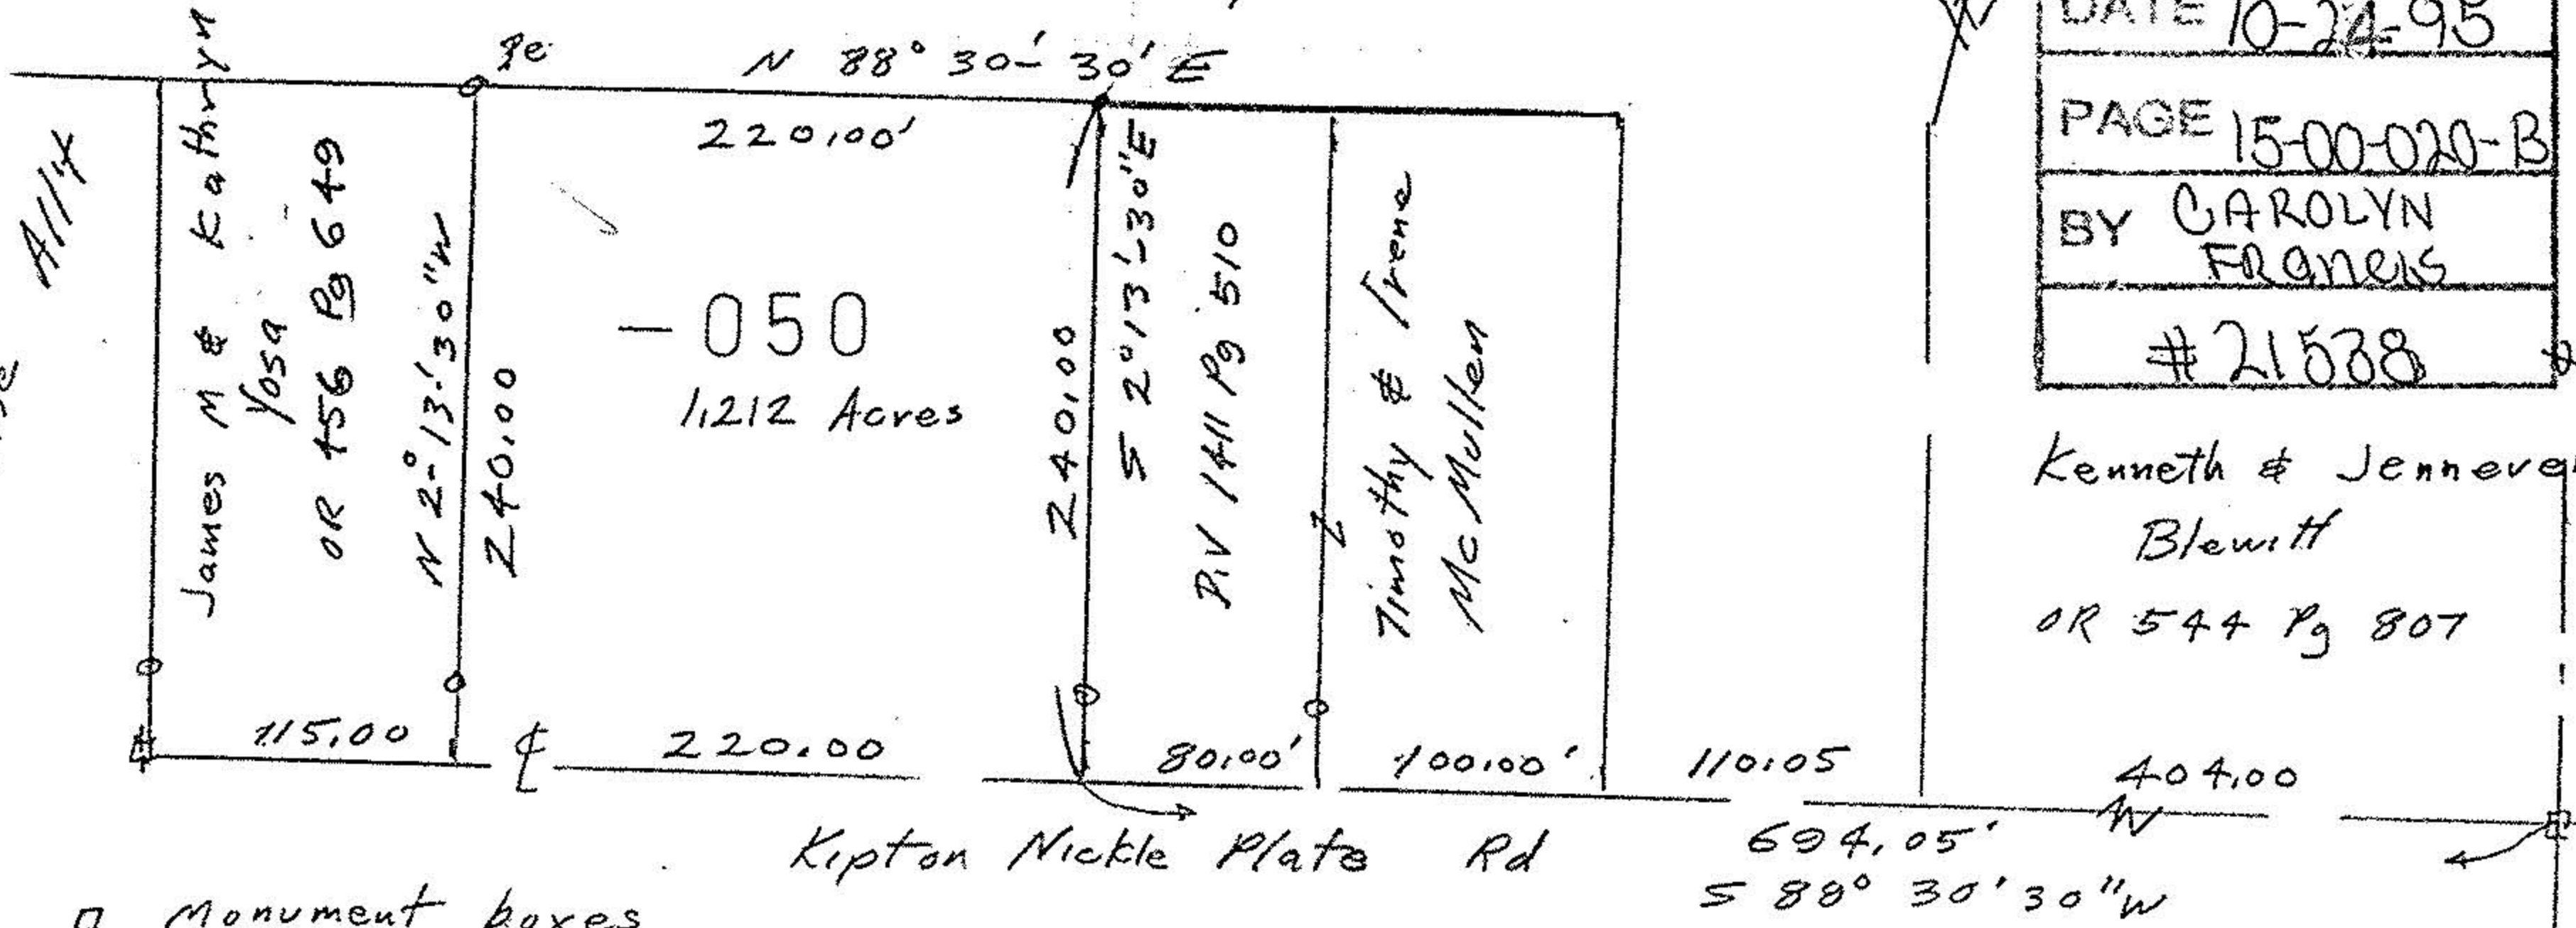 DATE 10-24-95
PAGE 15-00-020-B
BY CAROLYN
FRANCIS
#21538
N 88° 30'- 30' E
220.00'
James M & Kathryn
Yosa
OR 456 Pg 649
N 2°-13'-30"W
240.00
-050
1.212 Acres
240.00
S 2°13'-30"E
D.V 1411 Pg 510
Timothy & Irene
McMullen
Kenneth &
Blewitt
OR 544 Pg 807
115.00
℄
220.00
80.00'
100.00'
110.05
404.00
Kipton Nickle Plate Rd
694.05'
S 88° 30' 30"W
Monument boxes